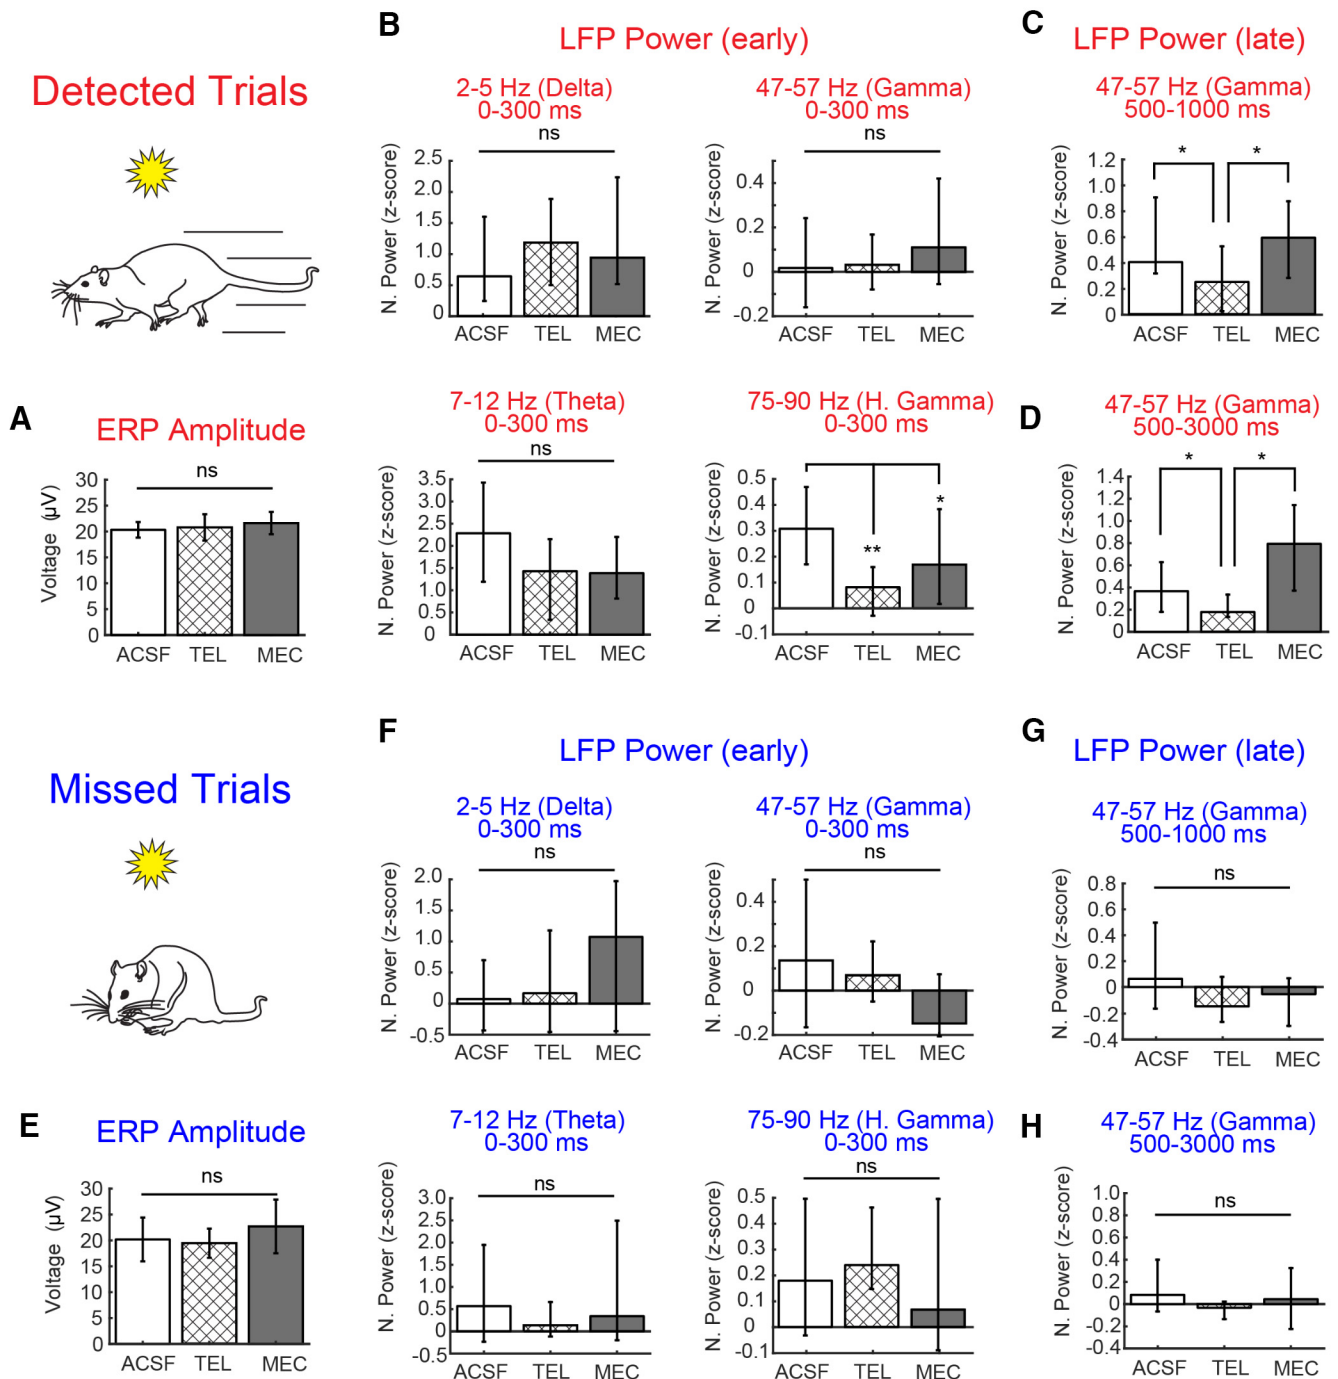 B
LFP Power (early)
C
LFP Power (late)
Detected Trials
2-5 Hz (Delta)
0-300 ms
ns
N. Power (z-score)
2.5
2.0
1.5
1.0
0.5
0
ACSF TEL MEC
47-57 Hz (Gamma)
0-300 ms
ns
N. Power (z-score)
0.4
0.2
0
-0.2
ACSF TEL MEC
47-57 Hz (Gamma)
500-1000 ms
* *
N. Power (z-score)
1.2
1.0
0.8
0.6
0.4
0.2
0
ACSF TEL MEC
A
ERP Amplitude
ns
Voltage (µV)
30
25
20
15
10
5
0
ACSF TEL MEC
7-12 Hz (Theta)
0-300 ms
ns
N. Power (z-score)
3.5
3.0
2.5
2.0
1.5
1.0
0.5
0
ACSF TEL MEC
75-90 Hz (H. Gamma)
0-300 ms
**
*
N. Power (z-score)
0.5
0.4
0.3
0.2
0.1
0
-0.1
ACSF TEL MEC
D
47-57 Hz (Gamma)
500-3000 ms
* *
N. Power (z-score)
1.4
1.2
1.0
0.8
0.6
0.4
0.2
0
ACSF TEL MEC
F
LFP Power (early)
G
LFP Power (late)
Missed Trials
2-5 Hz (Delta)
0-300 ms
ns
N. Power (z-score)
2.0
1.5
1.0
0.5
0
-0.5
ACSF TEL MEC
47-57 Hz (Gamma)
0-300 ms
ns
N. Power (z-score)
0.4
0.2
0
-0.2
ACSF TEL MEC
47-57 Hz (Gamma)
500-1000 ms
ns
N. Power (z-score)
0.8
0.6
0.4
0.2
0
-0.2
-0.4
ACSF TEL MEC
E
ERP Amplitude
ns
Voltage (µV)
30
25
20
15
10
5
0
ACSF TEL MEC
7-12 Hz (Theta)
0-300 ms
ns
N. Power (z-score)
3.0
2.5
2.0
1.5
1.0
0.5
0
-0.5
ACSF TEL MEC
75-90 Hz (H. Gamma)
0-300 ms
ns
N. Power (z-score)
0.5
0.4
0.3
0.2
0.1
0
-0.1
ACSF TEL MEC
H
47-57 Hz (Gamma)
500-3000 ms
ns
N. Power (z-score)
1.0
0.8
0.6
0.4
0.2
0
-0.2
-0.4
ACSF TEL MEC